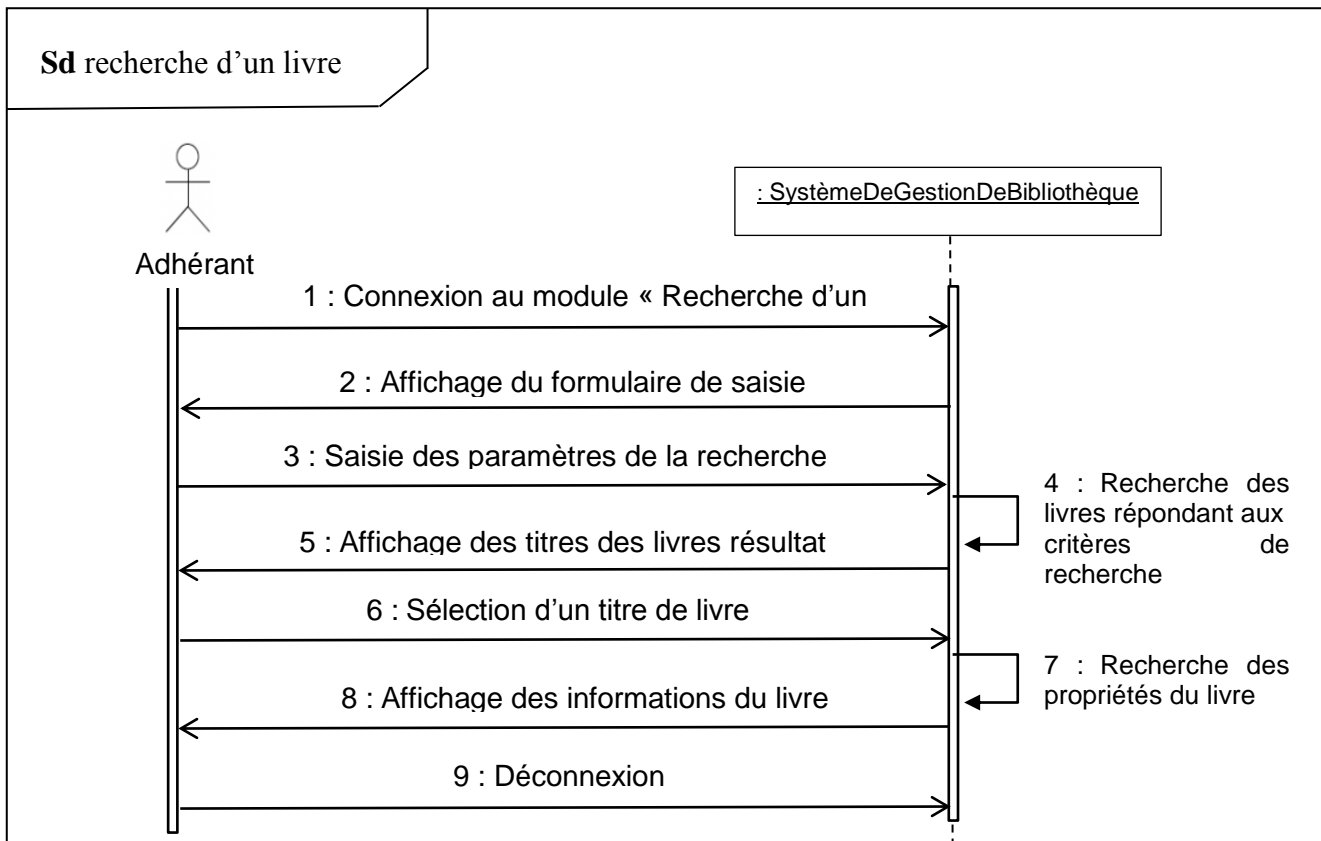 Sd recherche d’un livre
: SystèmeDeGestionDeBibliothèque
Adhérant
1 : Connexion au module « Recherche d’un
2 : Affichage du formulaire de saisie
3 : Saisie des paramètres de la recherche
4 : Recherche des
livres répondant aux
critères de
recherche
5 : Affichage des titres des livres résultat
6 : Sélection d’un titre de livre
7 : Recherche des
propriétés du livre
8 : Affichage des informations du livre
9 : Déconnexion